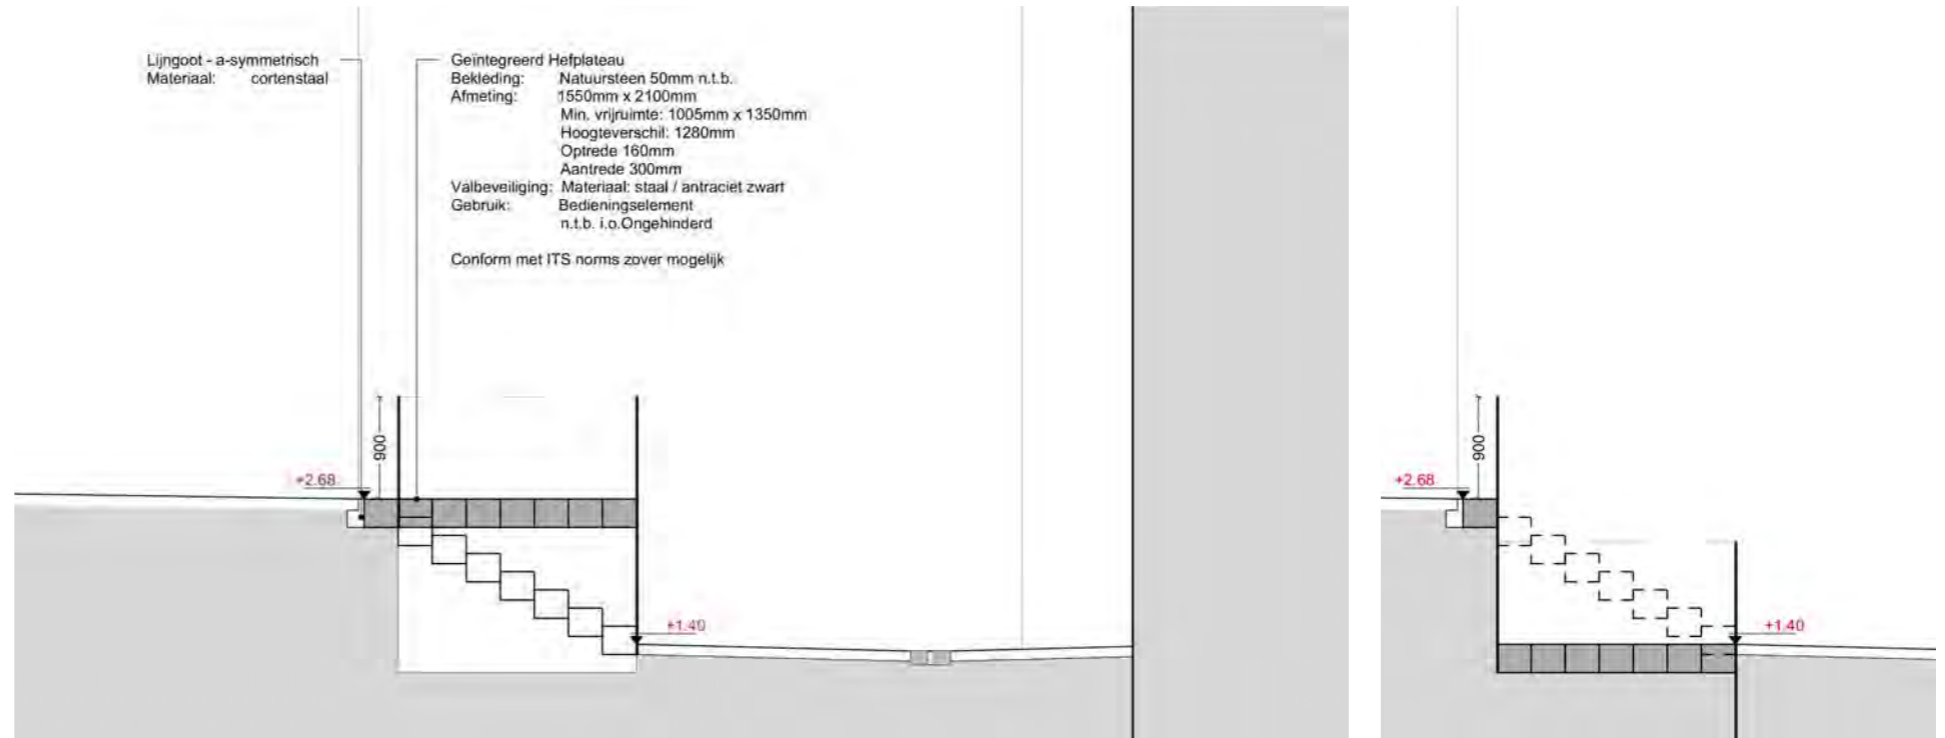 Lijngoot - a-symmetrisch
Materiaal: cortenstaal
Geïntegreerd Hefplateau
Bekleding: Natuursteen 50mm n.t.b.
Afmeting: 1550mm x 2100mm
Min. vrijruimte: 1005mm x 1350mm
Hoogteverschil: 1280mm
Optrede 160mm
Aantrede 300mm
Valbeveiliging: Materiaal: staal / antraciet zwart
Gebruik: Bedieningselement
n.t.b. i.o.Ongehinderd
Conform met ITS norms zover mogelijk
900
+2.68
+1.40
900
+2.68
+1.40